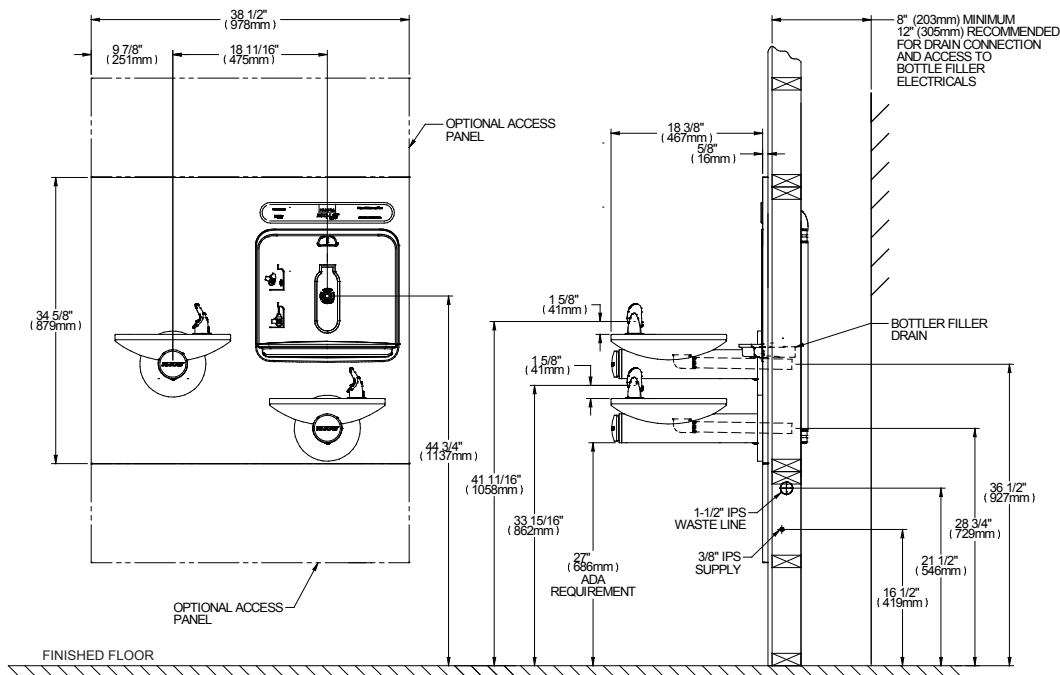 38 1/2"
(978mm)
9 7/8"
(251mm)
18 11/16"
(475mm)
8" (203mm) MINIMUM
12" (305mm) RECOMMENDED
FOR DRAIN CONNECTION
AND ACCESS TO
BOTTLE FILLER
ELECTRICALS
OPTIONAL ACCESS
PANEL
18 3/8"
(467mm)
5/8"
(16mm)
34 5/8"
(879mm)
1 5/8"
(41mm)
BOTTLER FILLER
DRAIN
1 5/8"
(41mm)
44 3/4"
(1137mm)
41 11/16"
(1058mm)
33 15/16"
(862mm)
27"
(686mm)
ADA
REQUIREMENT
1-1/2" IPS
WASTE LINE
3/8" IPS
SUPPLY
36 1/2"
(927mm)
28 3/4"
(729mm)
21 1/2"
(546mm)
16 1/2"
(419mm)
OPTIONAL ACCESS
PANEL
FINISHED FLOOR